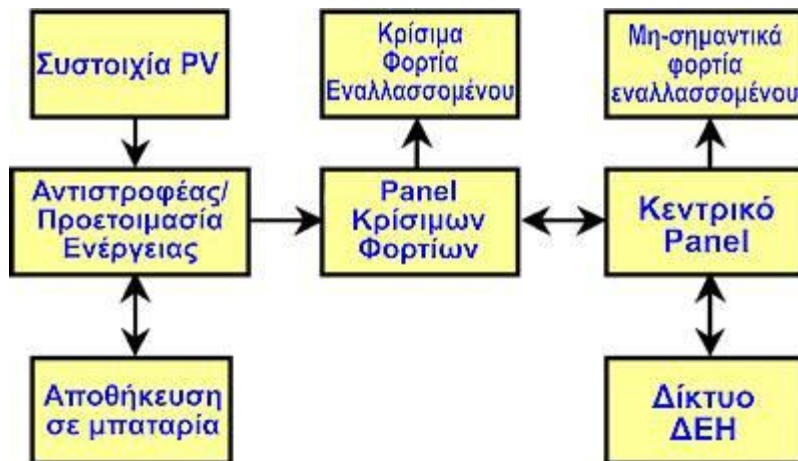 Συστοιχία PV
Κρίσιμα
Φορτία
Εναλλασσομένου
Μη-σημαντικά
φορτία
εναλλασσομένου
Αντιστροφέας/
Προετοιμασία
Ενέργειας
Panel
Κρίσιμων
Φορτίων
Κεντρικό
Panel
Αποθήκευση
σε μπαταρία
Δίκτυο
ΔΕΗ